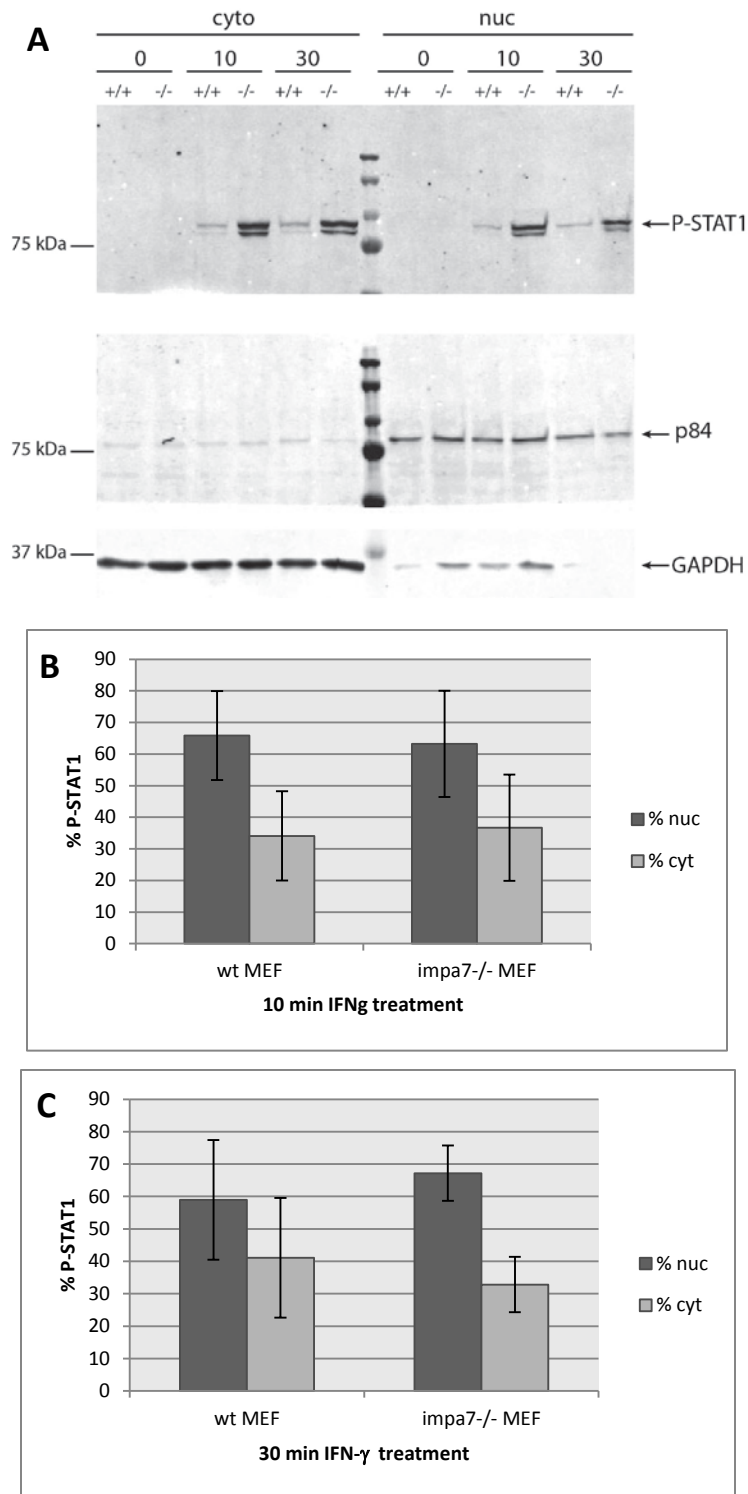 A
cyto nuc
0 10 30 0 10 30
+/+ -/- +/+ -/- +/+ -/- +/+ -/- +/+ -/- +/+ -/-
P-STAT1
75 kDa
p84
75 kDa
37 kDa
GAPDH
B
90
80
70
60
50
40
30
20
10
0
% P-STAT1
% nuc
% cyt
wt MEF impa7-/- MEF
10 min IFNg treatment
C
90
80
70
60
50
40
30
20
10
0
% P-STAT1
% nuc
% cyt
wt MEF impa7-/- MEF
30 min IFN-γ treatment